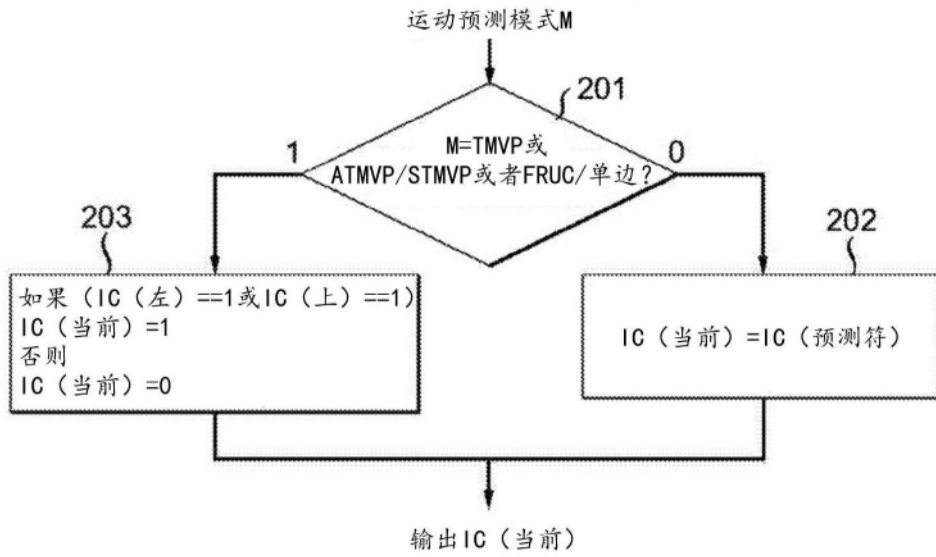 运动预测模式M
201
M=TMVP或
ATMVP/STMVP或者FRUC/单边?
1
0
203
如果（IC（左）==1或IC（上）==1）
IC（当前）=1
否则
IC（当前）=0
202
IC（当前）=IC（预测符）
输出IC（当前）